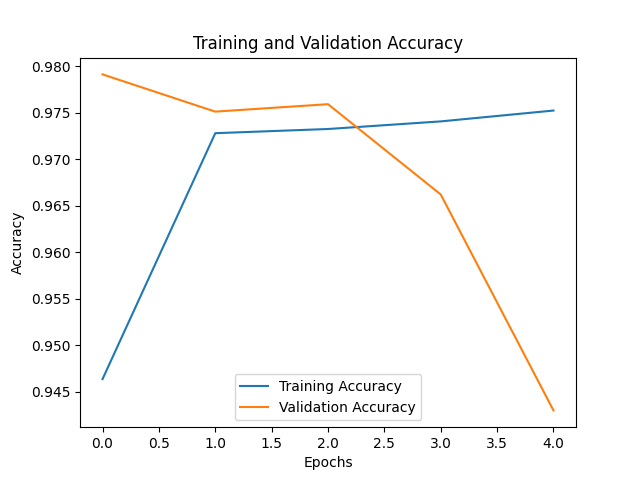 Training and Validation Accuracy
0.980
0.975
0.970
0.965
0.960
0.955
0.950
0.945
Accuracy
Training Accuracy
Validation Accuracy
0.0 0.5 1.0 1.5 2.0 2.5 3.0 3.5 4.0
Epochs